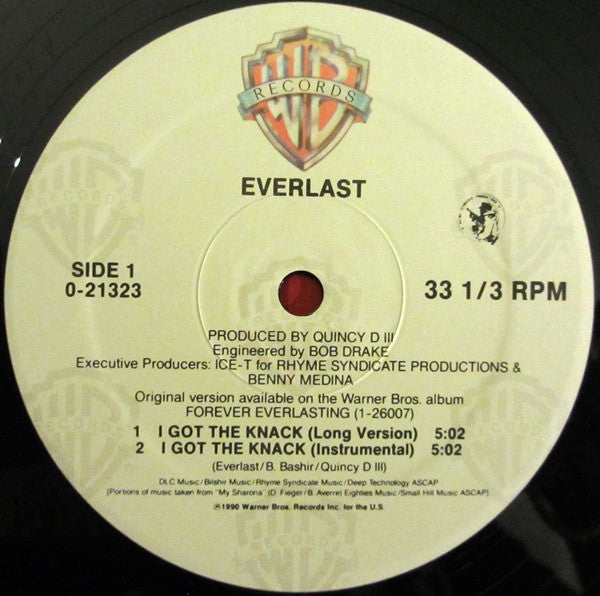 WB
RECORDS
EVERLAST
SIDE 1
0-21323
33 1/3 RPM
PRODUCED BY QUINCY D III
Engineered by BOB DRAKE
Executive Producers: ICE-T for RHYME SYNDICATE PRODUCTIONS &
BENNY MEDINA
Original version available on the Warner Bros. album
FOREVER EVERLASTING (1-26007)
1 I GOT THE KNACK (Long Version) 5:02
2 I GOT THE KNACK (Instrumental) 5:02
(Everlast/B. Bashir/Quincy D III)
DLC Music/Bilshir Music/Rhyme Syndicate Music/Deep Technology ASCAP
[Portions of music taken from "My Sharona" (D. Fieger/B. Averre) Eighties Music/Small Hill Music ASCAP]
℗1990 Warner Bros. Records Inc. for the U.S.